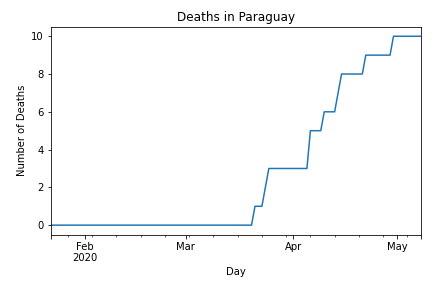 Deaths in Paraguay
Number of Deaths
10
8
6
4
2
0
Feb
2020
Mar
Apr
May
Day